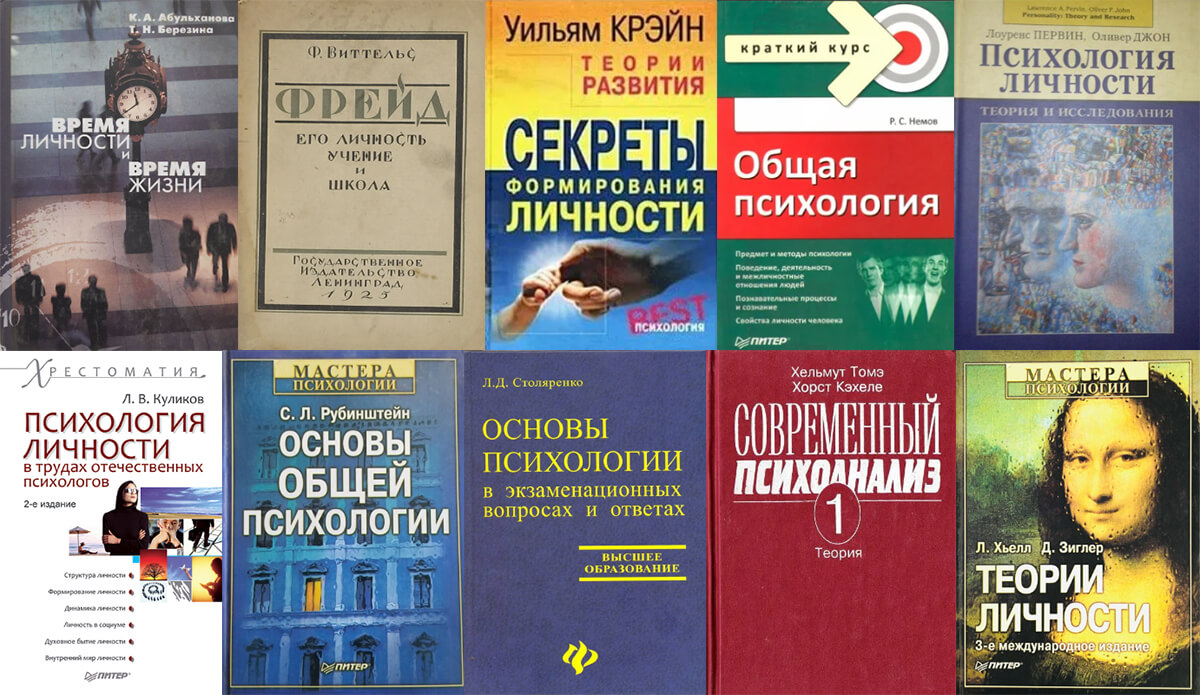 К. А. Абульханова
Т. Н. Березина
ВРЕМЯ
ЛИЧНОСТИ и
ВРЕМЯ
ЖИЗНИ
10
Ф. ВИТТЕЛЬС
ФРЕЙД
ЕГО ЛИЧНОСТЬ
УЧЕНИЕ
И
ШКОЛА
ГОСУДАРСТВЕННОЕ
ИЗДАТЕЛЬСТВО
ЛЕНИНГРАД
1925
Уильям КРЭЙН
ТЕОРИИ
РАЗВИТИЯ
СЕКРЕТЫ
ФОРМИРОВАНИЯ
ЛИЧНОСТИ
BEST
ПСИХОЛОГИЯ
краткий курс
Р. С. Немов
Общая
психология
Предмет и методы психологии
Поведение, деятельность
и межличностные
отношения людей
Познавательные процессы
и сознание
Свойства личности человека
ПИТЕР
Lawrence A. Pervin, Oliver P. John
Personality: Theory and Research
Лоуренс ПЕРВИН, Оливер ДЖОН
ПСИХОЛОГИЯ
ЛИЧНОСТИ
ТЕОРИЯ И ИССЛЕДОВАНИЯ
ХРЕСТОМАТИЯ
Л. В. Куликов
ПСИХОЛОГИЯ
ЛИЧНОСТИ
в трудах отечественных
психологов
2-е издание
Структура личности
Формирование личности
Динамика личности
Личность в социуме
Духовное бытие личности
Внутренний мир личности
ПИТЕР
МАСТЕРА
ПСИХОЛОГИИ
С. Л. Рубинштейн
ОСНОВЫ
ОБЩЕЙ
ПСИХОЛОГИИ
ПИТЕР
Л.Д. Столяренко
ОСНОВЫ
ПСИХОЛОГИИ
в экзаменационных
вопросах и ответах
ВЫСШЕЕ
ОБРАЗОВАНИЕ
Хельмут Томэ
Хорст Кэхеле
СОВРЕМЕННЫЙ
ПСИХОАНАЛИЗ
1
Теория
МАСТЕРА
ПСИХОЛОГИИ
Л. Хьелл Д. Зиглер
ТЕОРИИ
ЛИЧНОСТИ
3-е международное издание
ПИТЕР